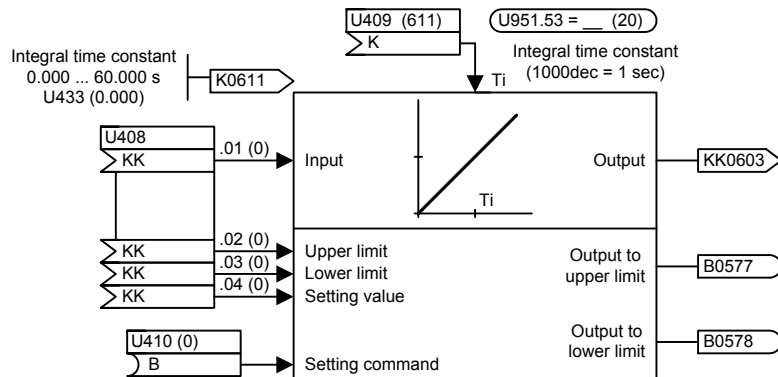 U409 (611)
K
U951.53 = __ (20)
Integral time constant
0.000 ... 60.000 s
U433 (0.000)
K0611
Integral time constant
(1000dec = 1 sec)
Ti
U408
KK
.01 (0)
Input
Ti
Output
KK0603
KK
.02 (0)
Upper limit
KK
.03 (0)
Lower limit
KK
.04 (0)
Setting value
Output to
upper limit
B0577
Output to
lower limit
B0578
U410 (0)
B
Setting command